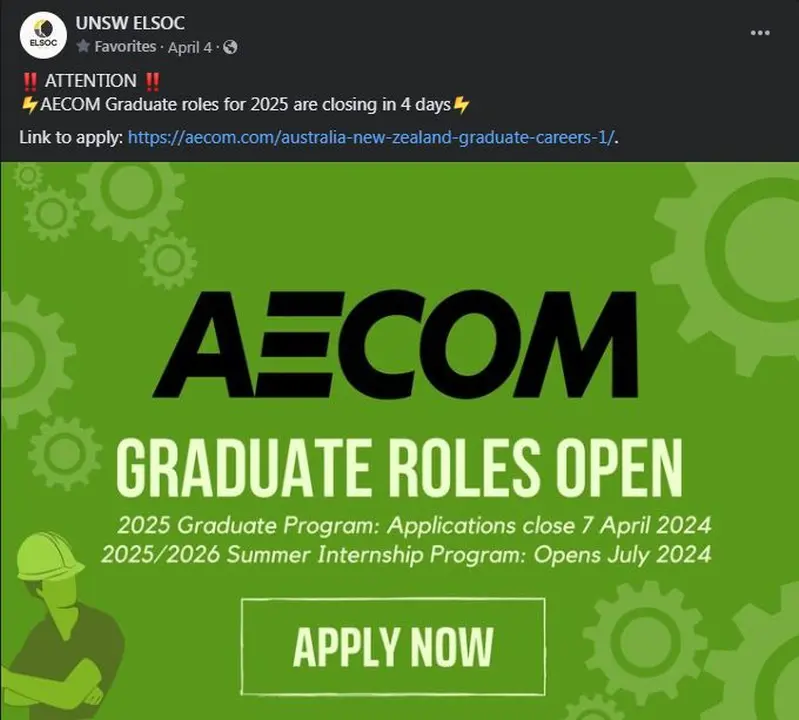 UNSW ELSOC
Favorites · April 4 ·
ELSOC
‼ ATTENTION ‼
⚡AECOM Graduate roles for 2025 are closing in 4 days⚡
Link to apply: https://aecom.com/australia-new-zealand-graduate-careers-1/.
AECOM
GRADUATE ROLES OPEN
2025 Graduate Program: Applications close 7 April 2024
2025/2026 Summer Internship Program: Opens July 2024
APPLY NOW